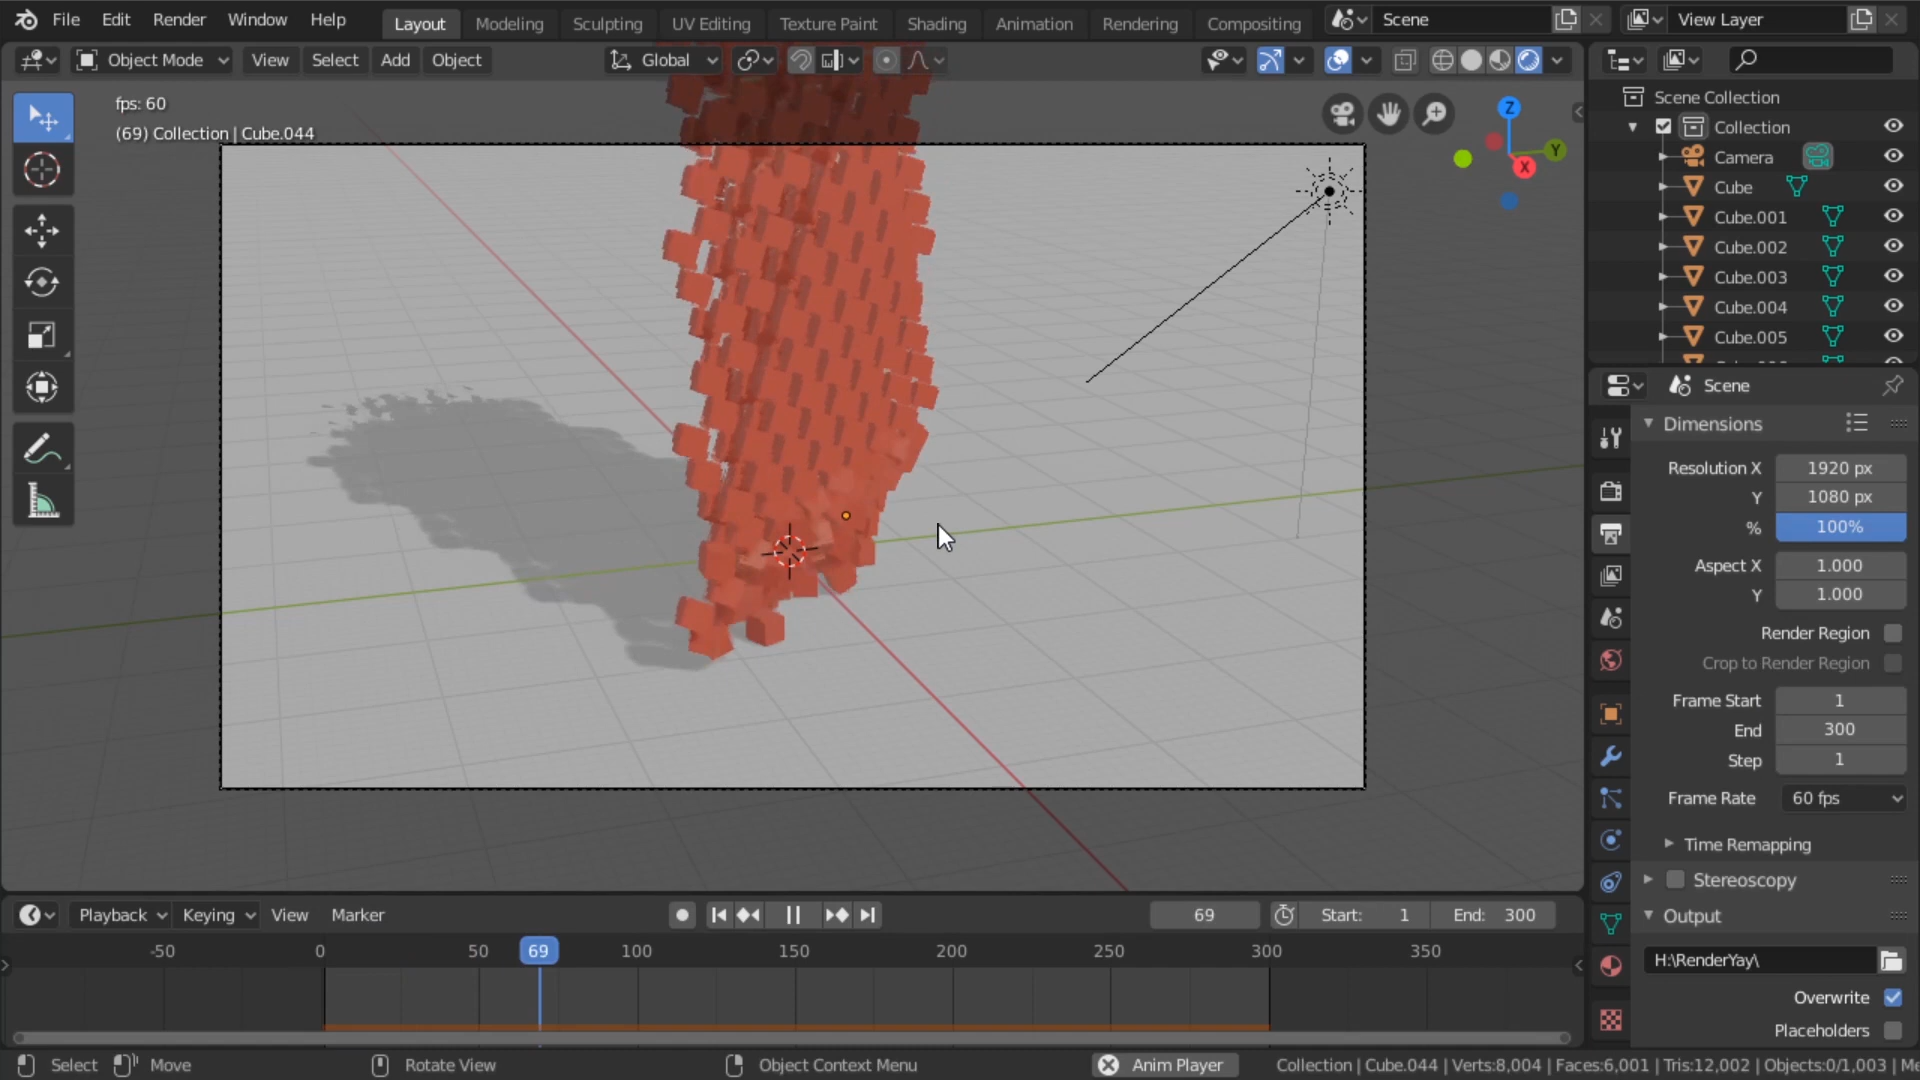 File Edit Render Window Help Layout Modeling Sculpting UV Editing Texture Paint Shading Animation Rendering Compositing Scene View Layer
Object Mode View Select Add Object Global
fps: 60
(69) Collection | Cube.044
Z
Y
X
Scene Collection
Collection
Camera
Cube
Cube.001
Cube.002
Cube.003
Cube.004
Cube.005
Scene
Dimensions
Resolution X 1920 px
Y 1080 px
% 100%
Aspect X 1.000
Y 1.000
Render Region
Crop to Render Region
Frame Start 1
End 300
Step 1
Frame Rate 60 fps
Time Remapping
Stereoscopy
Output
H:\RenderYay\
Overwrite
Placeholders
Playback Keying View Marker 69 Start: 1 End: 300
-50 0 50 69 100 150 200 250 300 350
Select Move Rotate View Object Context Menu Anim Player Collection | Cube.044 | Verts:8,004 | Faces:6,001 | Tris:12,002 | Objects:0/1,003 |